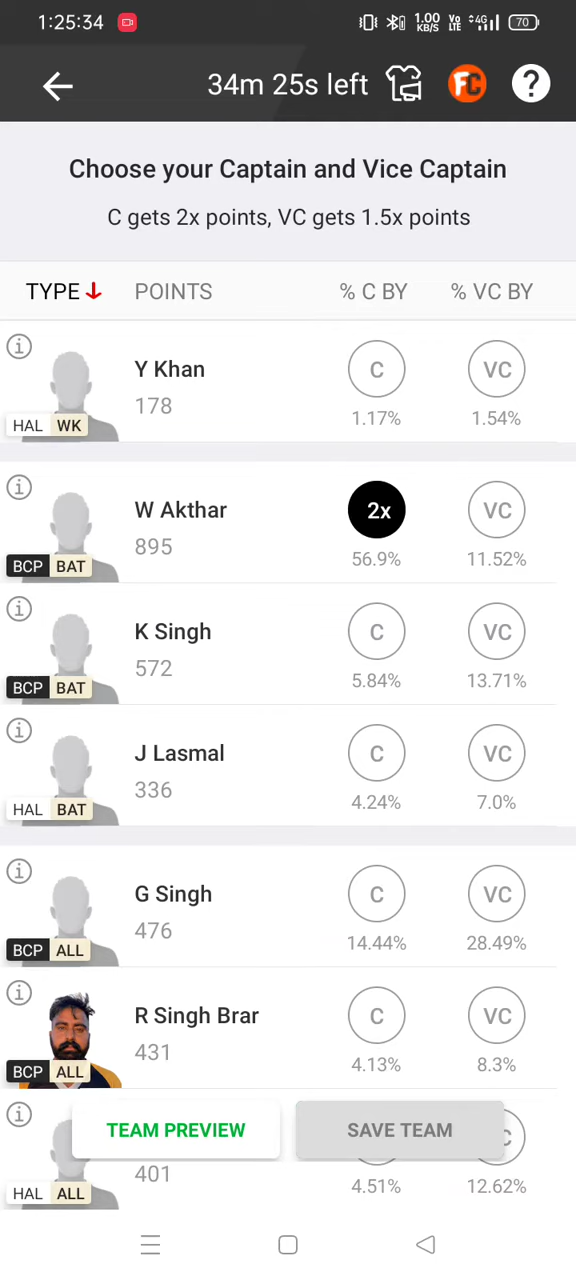 1:25:34
1.00 KB/S
Vo LTE
4G
70
34m 25s left
FC
?
Choose your Captain and Vice Captain
C gets 2x points, VC gets 1.5x points
TYPE POINTS % C BY % VC BY
i
Y Khan
178
C
VC
HAL WK
1.17%
1.54%
i
W Akthar
895
2x
VC
BCP BAT
56.9%
11.52%
i
K Singh
572
C
VC
BCP BAT
5.84%
13.71%
i
J Lasmal
336
C
VC
HAL BAT
4.24%
7.0%
i
G Singh
476
C
VC
BCP ALL
14.44%
28.49%
i
R Singh Brar
431
C
VC
BCP ALL
4.13%
8.3%
i
TEAM PREVIEW
SAVE TEAM
401
HAL ALL
4.51%
12.62%